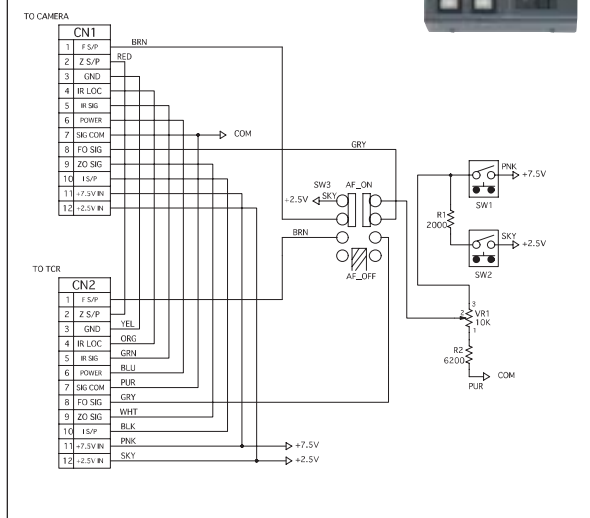 TO CAMERA
CN1
1 F S/P BRN
2 Z S/P RED
3 GND
4 IR LOC
5 IR SIG
6 POWER
7 SIG COM COM
8 FO SIG GRY
9 ZO SIG
10 I S/P
11 +7.5V IN
12 +2.5V IN
SW3 AF_ON
+2.5V SKY
BRN
AF_OFF
PNK
+7.5V
SW1
R1
2000
SKY
+2.5V
SW2
3
2 VR1
10K
1
R2
6200
COM
PUR
TO TCR
CN2
1 F S/P
2 Z S/P
3 GND YEL
4 IR LOC ORG
5 IR SIG GRN
6 POWER BLU
7 SIG COM PUR
8 FO SIG GRY
9 ZO SIG WHT
10 I S/P BLK
11 +7.5V IN PNK +7.5V
12 +2.5V IN SKY +2.5V